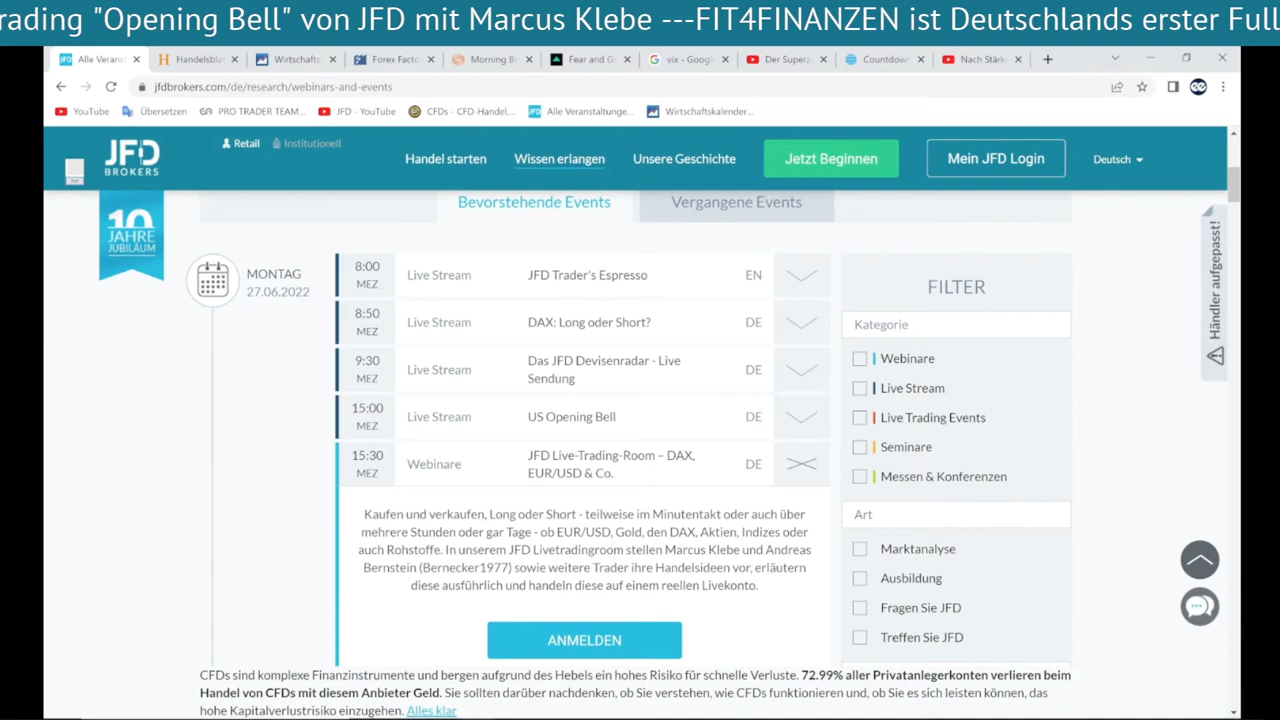 rading "Opening Bell" von JFD mit Marcus Klebe ---FIT4FINANZEN ist Deutschlands erster Full
Alle Verans
Handelsbla
Wirtschafts
Forex Facto
Morning B
Fear and G
vix - Googl
Der Superz
Countdow
Nach Stärk
jfdbrokers.com/de/research/webinars-and-events
YouTube
Übersetzen
PRO TRADER TEAM...
JFD - YouTube
CFDs - CFD-Handel,...
Alle Veranstaltunge...
Wirtschaftskalender...
JFD
BROKERS
Retail
Institutionell
Handel starten
Wissen erlangen
Unsere Geschichte
Jetzt Beginnen
Mein JFD Login
Deutsch
10
JAHRE
JUBILÄUM
Bevorstehende Events
Vergangene Events
MONTAG
27.06.2022
8:00
MEZ
Live Stream
JFD Trader's Espresso
EN
8:50
MEZ
Live Stream
DAX: Long oder Short?
DE
9:30
MEZ
Live Stream
Das JFD Devisenradar - Live
Sendung
DE
15:00
MEZ
Live Stream
US Opening Bell
DE
15:30
MEZ
Webinare
JFD Live-Trading-Room – DAX,
EUR/USD & Co.
DE
Kaufen und verkaufen, Long oder Short - teilweise im Minutentakt oder auch über
mehrere Stunden oder gar Tage - ob EUR/USD, Gold, den DAX, Aktien, Indizes oder
auch Rohstoffe. In unserem JFD Livetradingroom stellen Marcus Klebe und Andreas
Bernstein (Bernecker1977) sowie weitere Trader ihre Handelsideen vor, erläutern
diese ausführlich und handeln diese auf einem reellen Livekonto.
ANMELDEN
FILTER
Kategorie
Webinare
Live Stream
Live Trading Events
Seminare
Messen & Konferenzen
Art
Marktanalyse
Ausbildung
Fragen Sie JFD
Treffen Sie JFD
Händler aufgepasst!
CFDs sind komplexe Finanzinstrumente und bergen aufgrund des Hebels ein hohes Risiko für schnelle Verluste. 72.99% aller Privatanlegerkonten verlieren beim
Handel von CFDs mit diesem Anbieter Geld. Sie sollten darüber nachdenken, ob Sie verstehen, wie CFDs funktionieren und, ob Sie es sich leisten können, das
hohe Kapitalverlustrisiko einzugehen. Alles klar